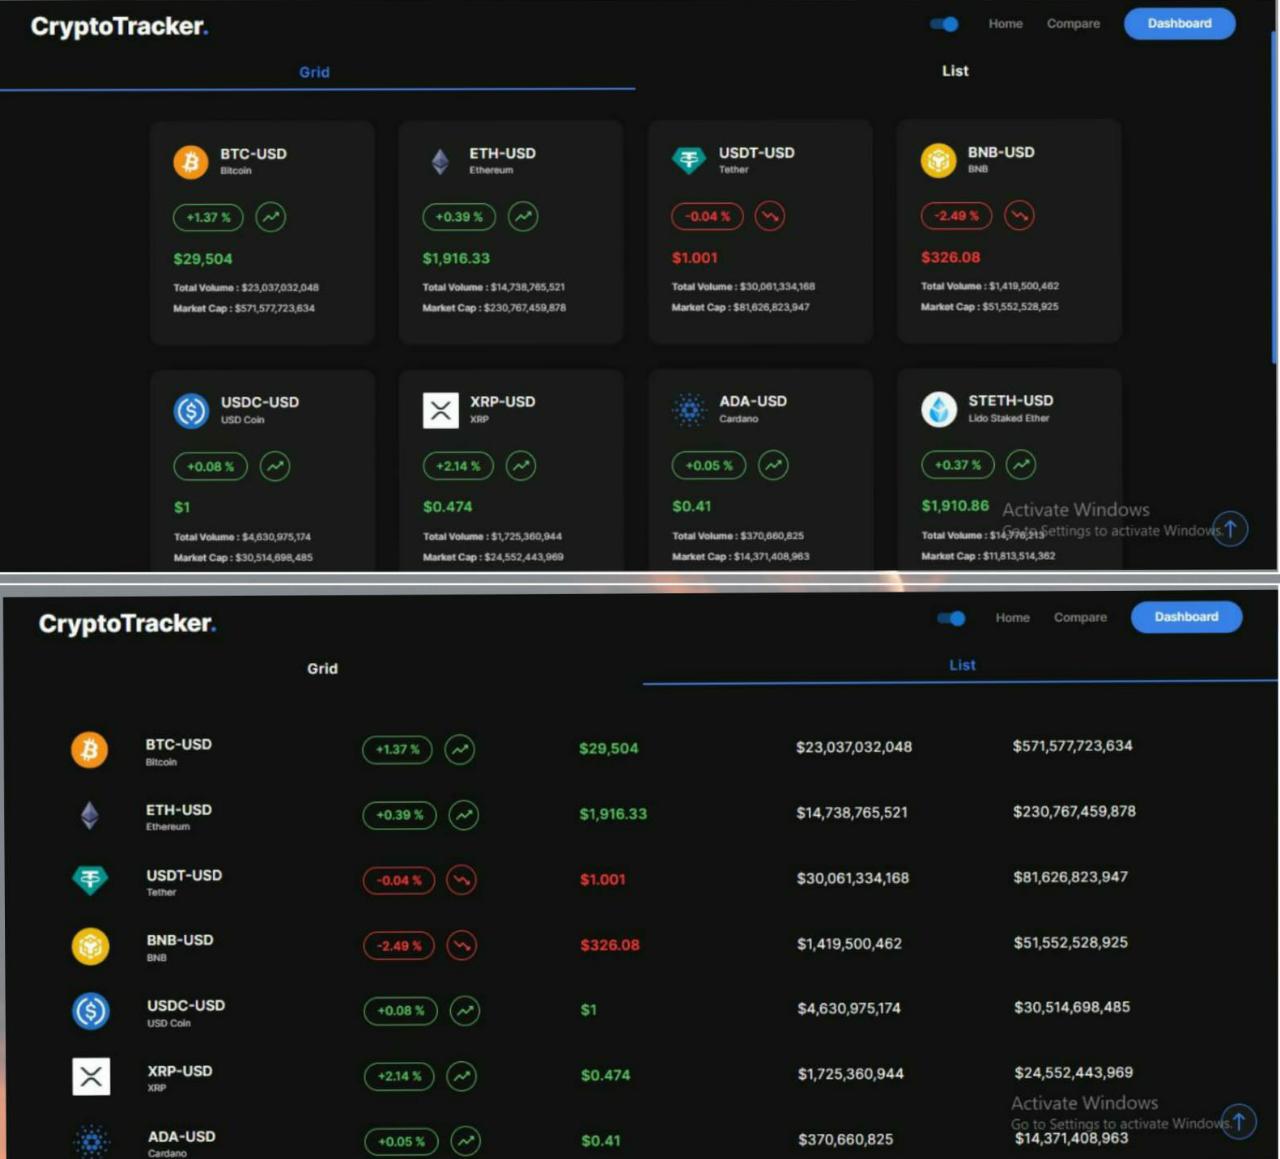 CryptoTracker.
Home Compare Dashboard
Grid List
BTC-USD ETH-USD USDT-USD BNB-USD
Bitcoin Ethereum Tether BNB
+1.37 % +0.39 % -0.04 % -2.49 %
$29,504 $1,916.33 $1.001 $326.08
Total Volume : $23,037,032,048 Total Volume : $14,738,765,521 Total Volume : $30,061,334,168 Total Volume : $1,419,500,462
Market Cap : $571,577,723,634 Market Cap : $230,767,459,878 Market Cap : $81,626,823,947 Market Cap : $51,552,528,925
USDC-USD XRP-USD ADA-USD STETH-USD
USD Coin XRP Cardano Lido Staked Ether
+0.08 % +2.14 % +0.05 % +0.37 %
$1 $0.474 $0.41 $1,910.86
Activate Windows
Go to Settings to activate Windows.
Total Volume : $4,630,975,174 Total Volume : $1,725,360,944 Total Volume : $370,660,825 Total Volume :
Market Cap : $30,514,698,485 Market Cap : $24,552,443,969 Market Cap : $14,371,408,963 Market Cap : $11,813,514,362
CryptoTracker.
Home Compare Dashboard
Grid List
BTC-USD +1.37 % $29,504 $23,037,032,048 $571,577,723,634
Bitcoin
ETH-USD +0.39 % $1,916.33 $14,738,765,521 $230,767,459,878
Ethereum
USDT-USD -0.04 % $1.001 $30,061,334,168 $81,626,823,947
Tether
BNB-USD -2.49 % $326.08 $1,419,500,462 $51,552,528,925
BNB
USDC-USD +0.08 % $1 $4,630,975,174 $30,514,698,485
USD Coin
XRP-USD +2.14 % $0.474 $1,725,360,944 $24,552,443,969
XRP
Activate Windows
Go to Settings to activate Windows.
ADA-USD +0.05 % $0.41 $370,660,825 $14,371,408,963
Cardano